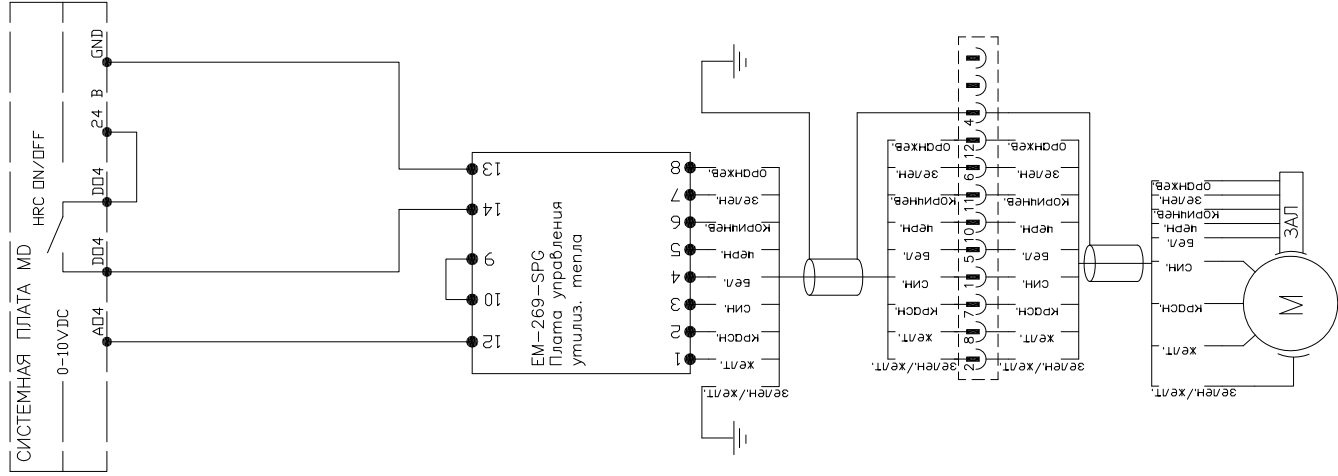 СИСТЕМНАЯ ПЛАТА MD
0-10VDC
HRC ON/OFF
GND
24 В
DO4
DO4
AO4
13
14
9
10
12
EM-269-SPG
Плата управления
утилиз. тепла
8
7
6
5
4
3
2
1
оранжев.
зелен.
коричнев.
черн.
бел.
син.
красн.
желт.
зелен./желт.
оранжев.
зелен.
коричнев.
черн.
бел.
син.
красн.
желт.
зелен./желт.
4
12
6
11
10
5
1
7
8
2
оранжев.
зелен.
коричнев.
черн.
бел.
син.
красн.
желт.
зелен./желт.
оранжев.
зелен.
коричнев.
черн.
бел.
син.
красн.
желт.
зелен./желт.
ЗАЛ
M